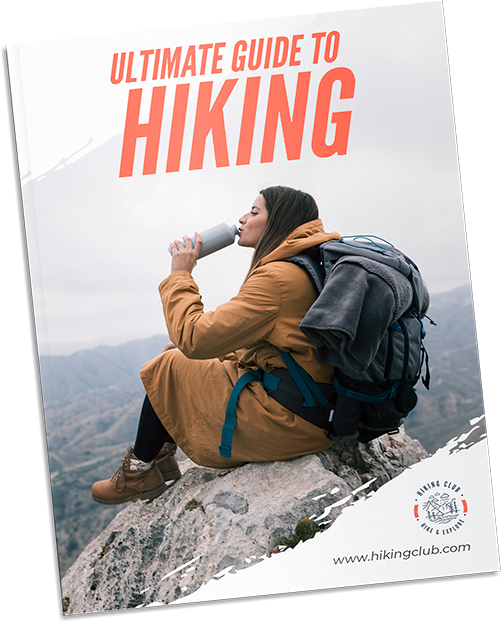 ULTIMATE GUIDE TO
HIKING
HIKING CLUB
HIKE & EXPLORE
www.hikingclub.com